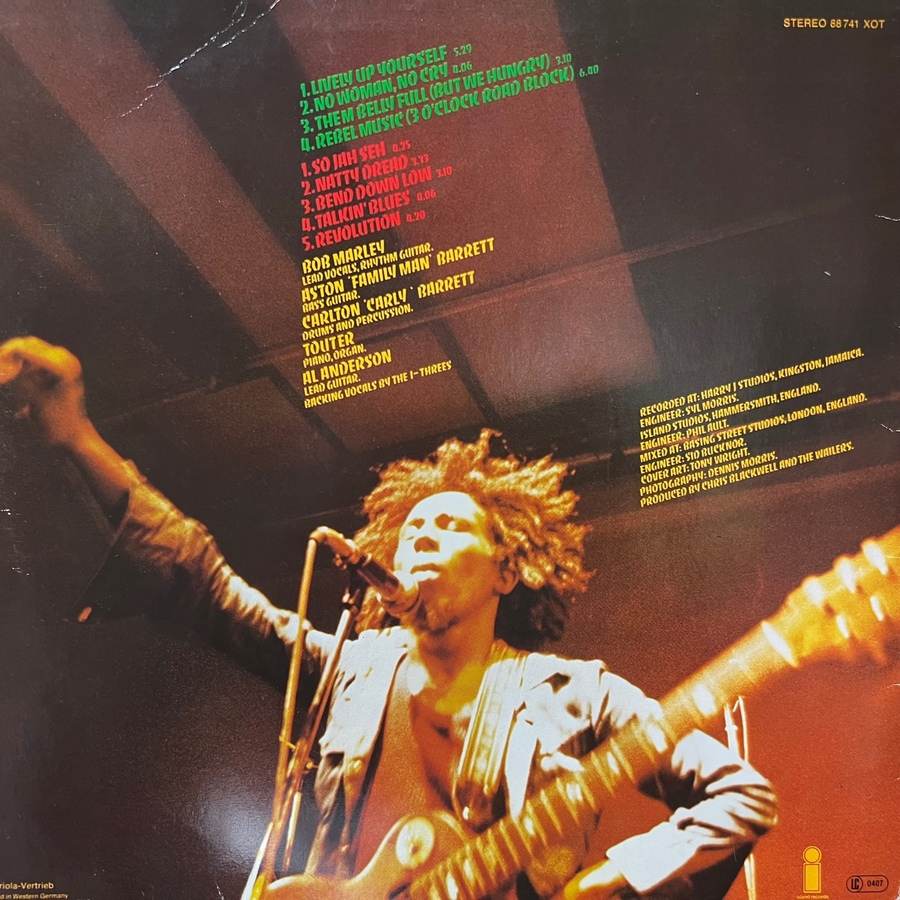 STEREO 88 741 XOT
1. LIVELY UP YOURSELF 5.29
2. NO WOMAN, NO CRY 4.06
3. THEM BELLY FULL (BUT WE HUNGRY) 3.10
4. REBEL MUSIC (3 O'CLOCK ROAD BLOCK) 6.40
1. SO JAH SEH 4.25
2. NATTY DREAD 3.33
3. BEND DOWN LOW 3.10
4. TALKIN' BLUES 4.06
5. REVOLUTION 4.20
BOB MARLEY
LEAD VOCALS, RHYTHM GUITAR.
ASTON 'FAMILY MAN' BARRETT
BASS GUITAR.
CARLTON 'CARLY' BARRETT
DRUMS AND PERCUSSION.
TOUTER
PIANO, ORGAN.
AL ANDERSON
LEAD GUITAR.
BACKING VOCALS BY THE I-THREES
RECORDED AT: HARRY J STUDIOS, KINGSTON, JAMAICA.
ENGINEER: SYL MORRIS.
ISLAND STUDIOS, HAMMERSMITH, ENGLAND.
ENGINEER: PHIL AULT.
MIXED AT: BASING STREET STUDIOS, LONDON, ENGLAND.
ENGINEER: SID BUCKNOR.
COVER ART: TONY WRIGHT.
PHOTOGRAPHY: DENNIS MORRIS.
PRODUCED BY CHRIS BLACKWELL AND THE WAILERS.
riola-Vertrieb
d in Western Germany
island records
LC 0407